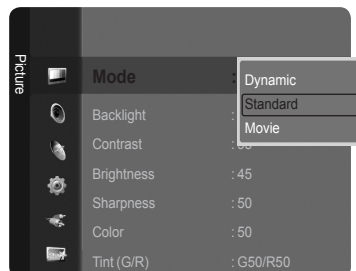 Picture
Mode :
Dynamic
Standard
Movie
Backlight :
Contrast :
Brightness : 45
Sharpness : 50
Color : 50
Tint (G/R) : G50/R50